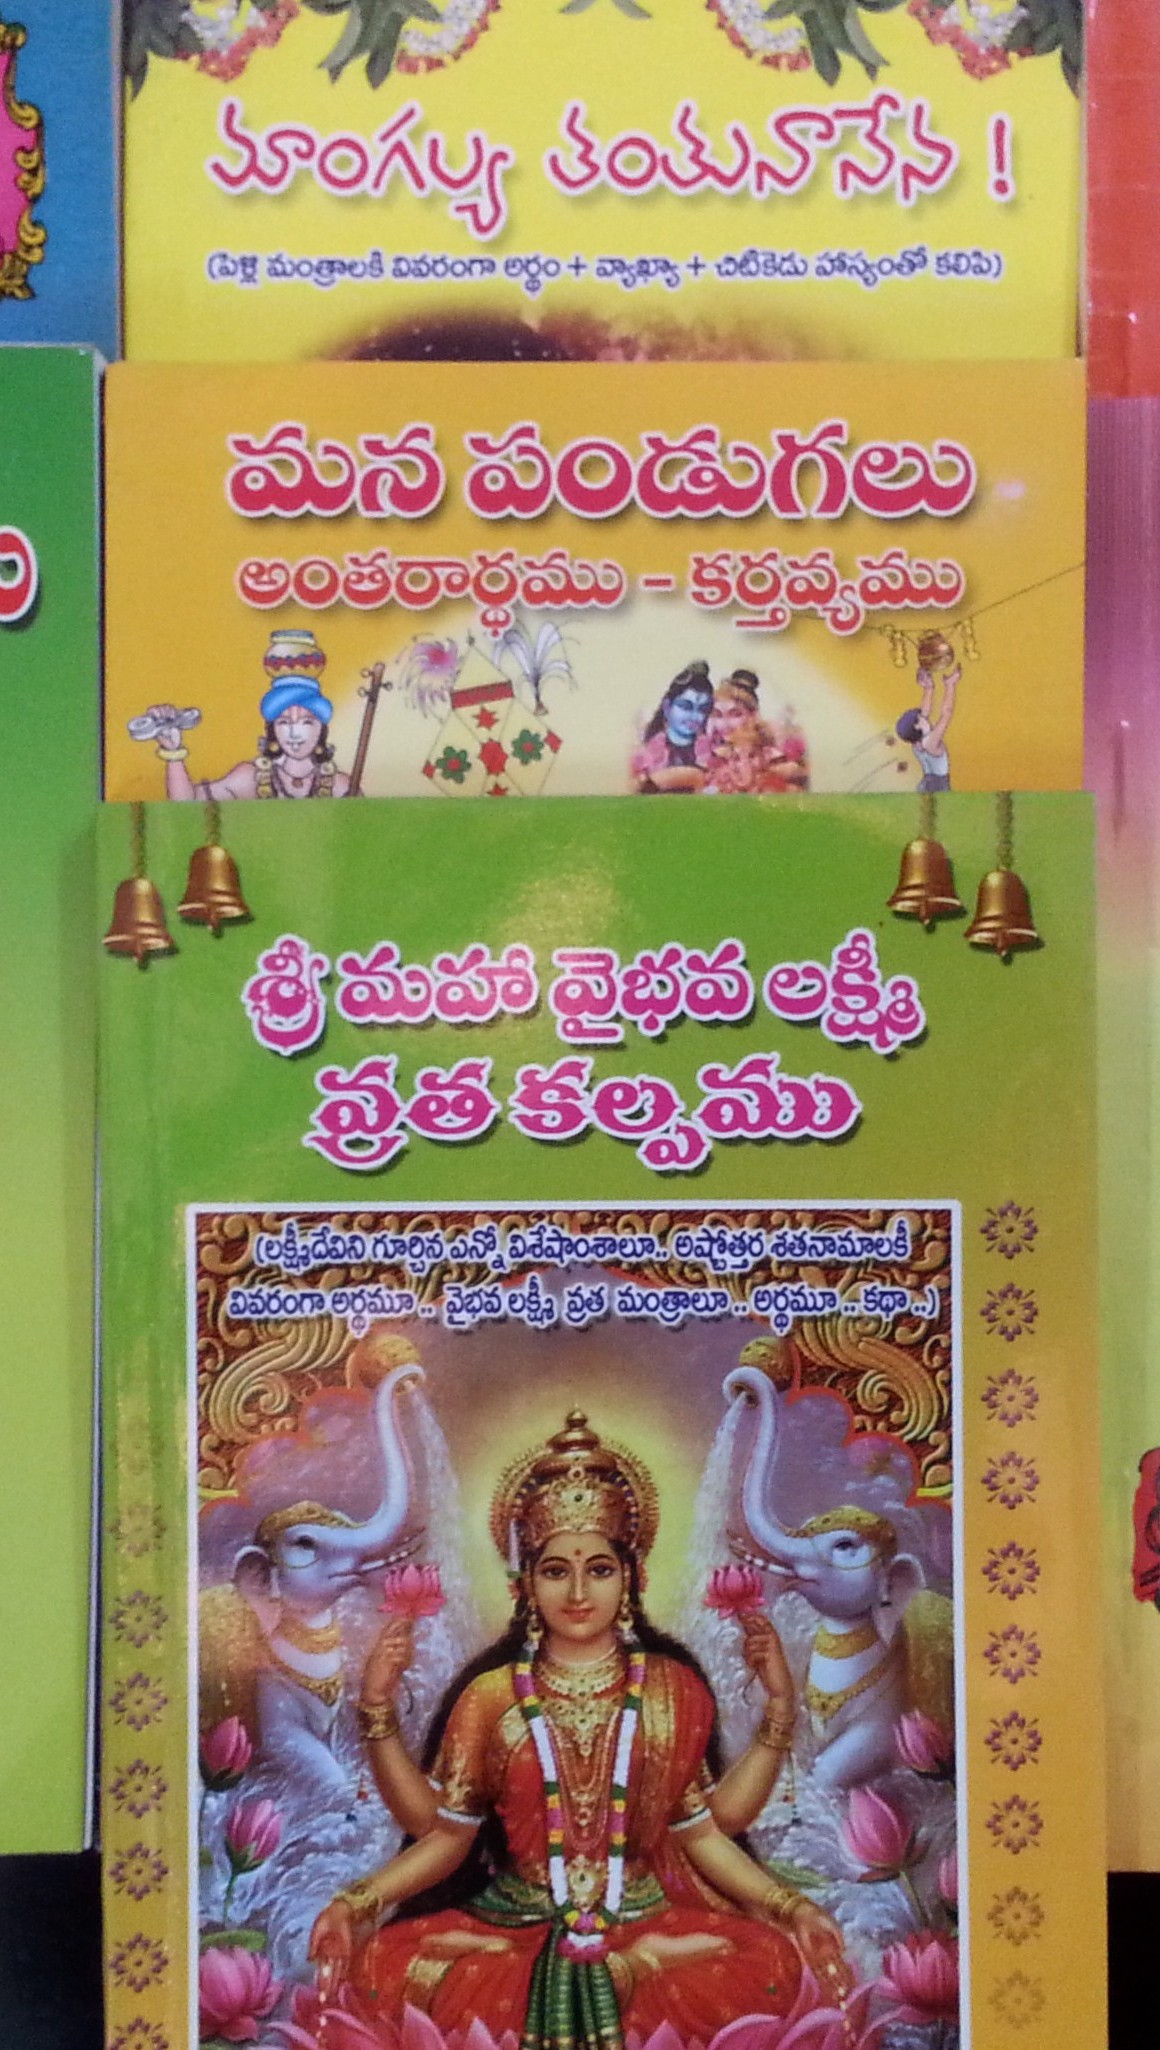 మాంగల్య తంతునానేన !
(పెళ్లి మంత్రాలకి వివరంగా అర్థం + వ్యాఖ్యా + చిటికెడు హాస్యంతో కలిపి)
మన పండుగలు
అంతరార్థము - కర్తవ్యము
శ్రీ మహా వైభవ లక్ష్మీ
వ్రత కల్పము
(లక్ష్మీదేవిని గూర్చిన ఎన్నో విశేషాంశాలూ.. అష్టోత్తర శతనామాలకీ
వివరంగా అర్థమూ .. వైభవ లక్ష్మీ వ్రత మంత్రాలూ .. అర్థమూ .. కథా ..)